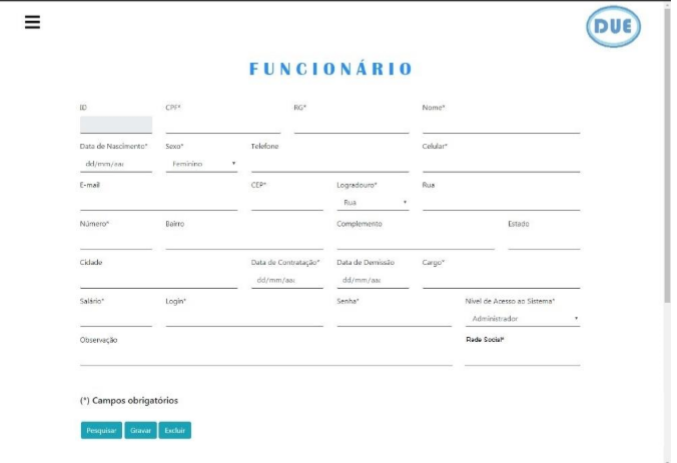 DUE
FUNCIONÁRIO
ID CPF* RG* Nome*
Data de Nascimento* Sexo* Telefone Celular*
dd/mm/aaa Feminino
E-mail CEP* Logradouro* Rua
Rua
Número* Bairro Complemento Estado
Cidade Data de Contratação* Data de Demissão Cargo*
dd/mm/aaa dd/mm/aaa
Salário* Login* Senha* Nível de Acesso ao Sistema*
Administrador
Observação Rede Social*
(*) Campos obrigatórios
Pesquisar Gravar Excluir